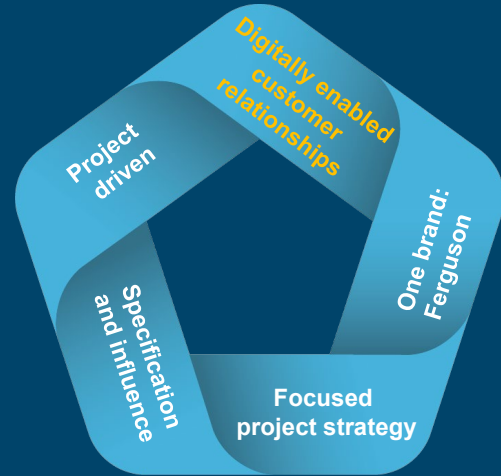 Digitally enabled
customer
relationships
One brand:
Ferguson
Focused
project strategy
Specification
and influence
Project
driven